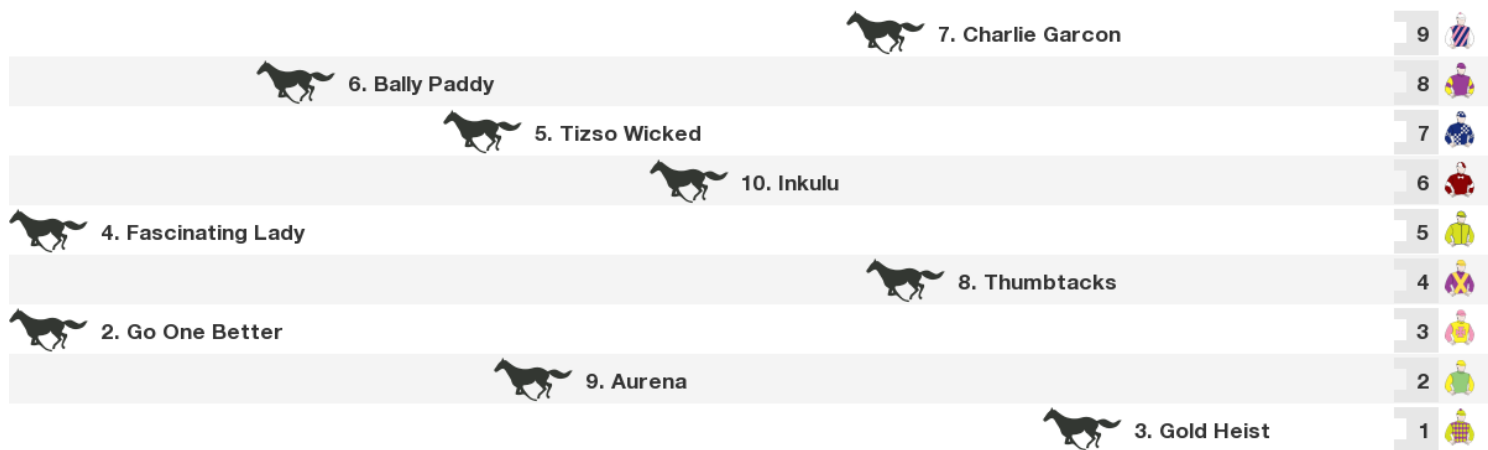 7. Charlie Garcon 9
6. Bally Paddy 8
5. Tizso Wicked 7
10. Inkulu 6
4. Fascinating Lady 5
8. Thumbtacks 4
2. Go One Better 3
9. Aurena 2
3. Gold Heist 1